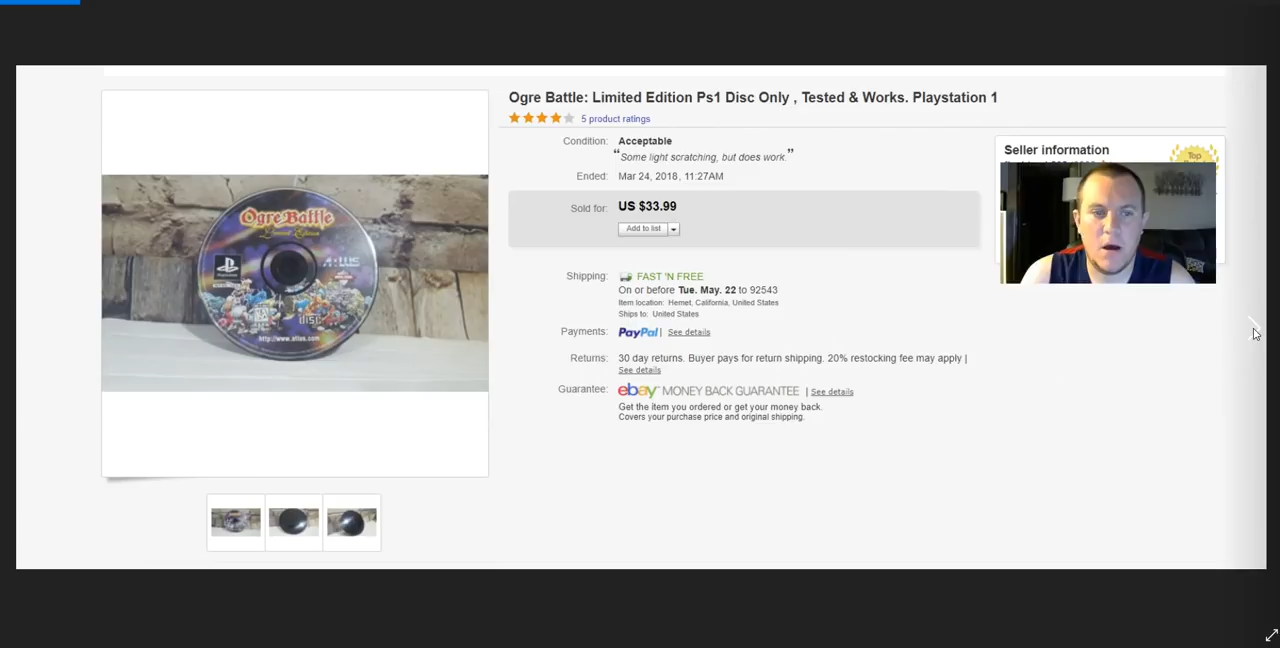 Ogre Battle: Limited Edition Ps1 Disc Only , Tested & Works. Playstation 1
5 product ratings
Condition: Acceptable
“Some light scratching, but does work.”
Ended: Mar 24, 2018 , 11:27AM
Sold for: US $33.99
Add to list
Shipping: FAST 'N FREE
On or before Tue. May. 22 to 92543
Item location: Hemet, California, United States
Ships to: United States
Payments: PayPal | See details
Returns: 30 day returns. Buyer pays for return shipping. 20% restocking fee may apply |
See details
Guarantee: ebay MONEY BACK GUARANTEE | See details
Get the item you ordered or get your money back.
Covers your purchase price and original shipping.
Seller information
Top
Ogre Battle
Limited Edition
ATLUS
http://www.atlus.com